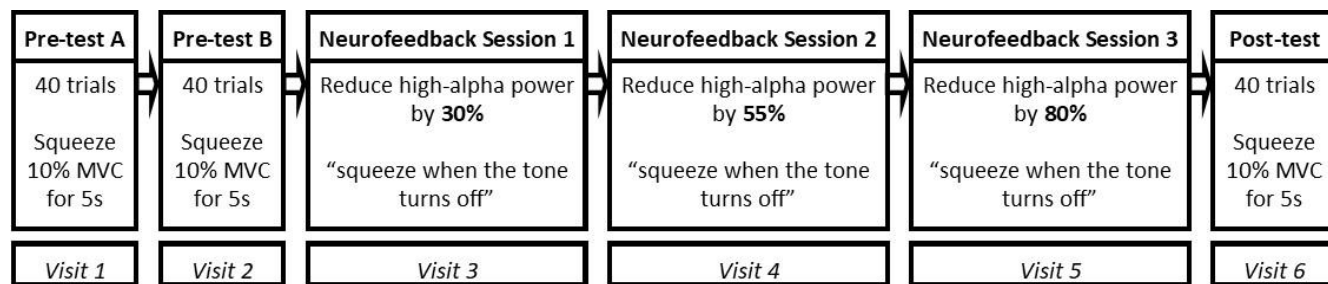 Pre-test A
40 trials
Squeeze
10% MVC
for 5s
Visit 1
Pre-test B
40 trials
Squeeze
10% MVC
for 5s
Visit 2
Neurofeedback Session 1
Reduce high-alpha power
by 30%
“squeeze when the tone
turns off”
Visit 3
Neurofeedback Session 2
Reduce high-alpha power
by 55%
“squeeze when the tone
turns off”
Visit 4
Neurofeedback Session 3
Reduce high-alpha power
by 80%
“squeeze when the tone
turns off”
Visit 5
Post-test
40 trials
Squeeze
10% MVC
for 5s
Visit 6